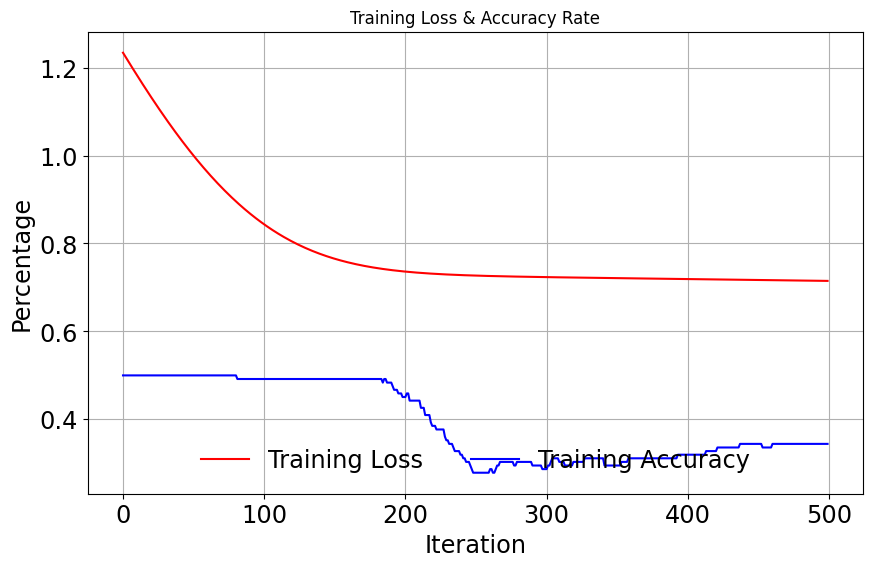 Training Loss & Accuracy Rate
1.2
1.0
0.8
0.6
0.4
Percentage
Training Loss
Training Accuracy
0 100 200 300 400 500
Iteration